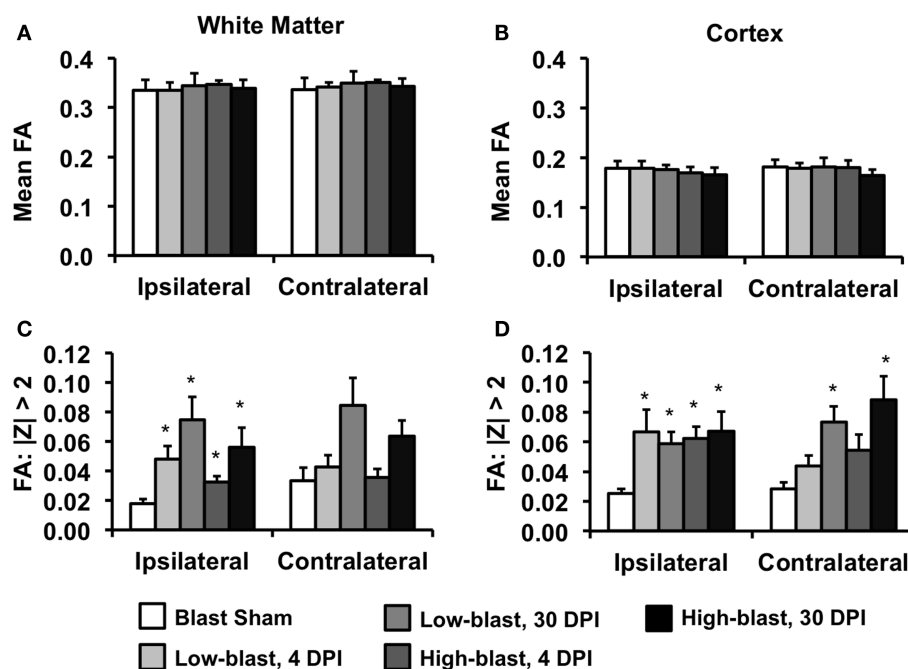 A
White Matter
Mean FA
0.4
0.3
0.2
0.1
0.0
Ipsilateral
Contralateral
B
Cortex
Mean FA
0.4
0.3
0.2
0.1
0.0
Ipsilateral
Contralateral
C
FA: |Z| > 2
0.12
0.10
0.08
0.06
0.04
0.02
0.00
* * * *
Ipsilateral
Contralateral
D
FA: |Z| > 2
0.12
0.10
0.08
0.06
0.04
0.02
0.00
* * * * * *
Ipsilateral
Contralateral
Blast Sham
Low-blast, 4 DPI
Low-blast, 30 DPI
High-blast, 4 DPI
High-blast, 30 DPI